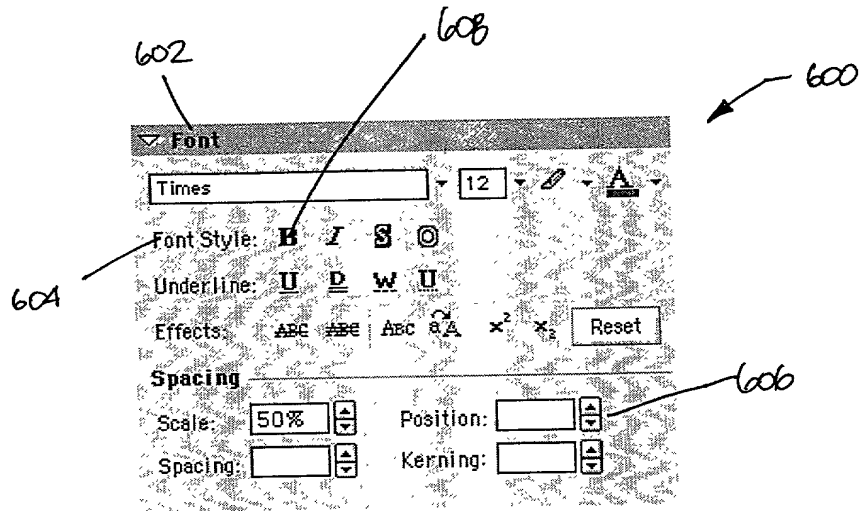 608
602
600
Font
Times 12 A
Font Style: B I S O
604
Underline: U D W U
Effects: ABC ABC ABC aA x² x₂ Reset
Spacing
606
Scale: 50% Position:
Spacing: Kerning: